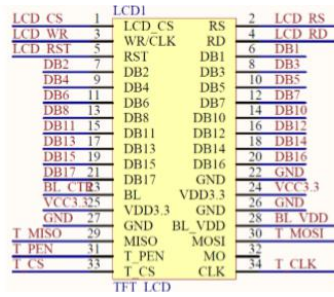 LCD1
LCD_CS 1 LCD_CS RS 2 LCD_RS
LCD_WR 3 WR/CLK RD 4 LCD_RD
LCD_RST 5 RST DB1 6 DB1
DB2 7 DB2 DB3 8 DB3
DB4 9 DB4 DB5 10 DB5
DB6 11 DB6 DB7 12 DB7
DB8 13 DB8 DB10 14 DB10
DB11 15 DB11 DB12 16 DB12
DB13 17 DB13 DB14 18 DB14
DB15 19 DB15 DB16 20 DB16
DB17 21 DB17 GND 22 GND
BL_CTR 23 BL VDD3.3 24 VCC3.3
VCC3.3 25 VDD3.3 GND 26 GND
GND 27 GND BL_VDD 28 BL_VDD
T_MISO 29 MISO MOSI 30 T_MOSI
T_PEN 31 T_PEN MO 32
T_CS 33 T_CS CLK 34 T_CLK
TFT_LCD